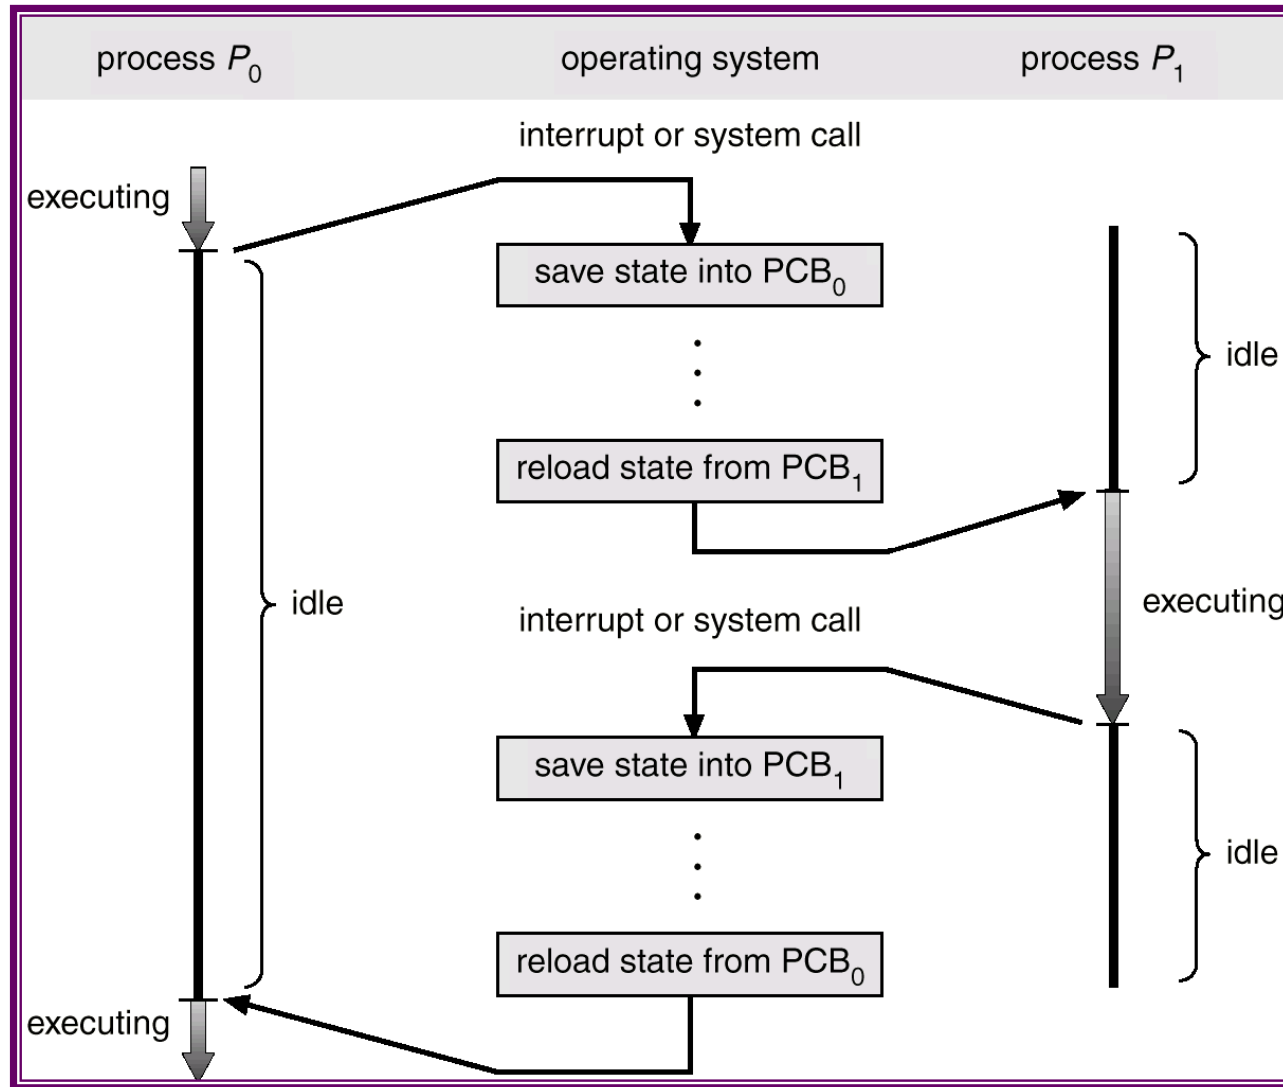 process P0
operating system
process P1
interrupt or system call
executing
save state into PCB0
idle
reload state from PCB1
idle
interrupt or system call
executing
save state into PCB1
idle
reload state from PCB0
executing